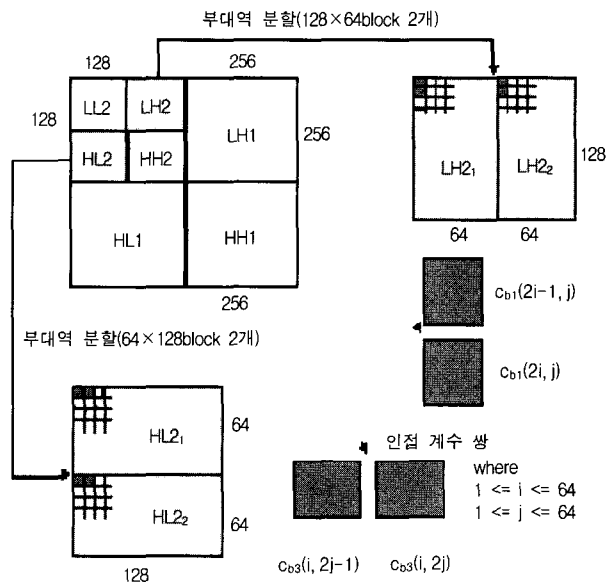 부대역 분할(128×64block 2개)
128
256
LL2
LH2
128
LH1
256
HL2
HH2
LH2₁
LH2₂
128
HL1
HH1
64
64
256
c_b1(2i-1, j)
부대역 분할(64×128block 2개)
c_b1(2i, j)
HL2₁
64
인접 계수 쌍
where
1 <= i <= 64
1 <= j <= 64
HL2₂
64
128
c_b3(i, 2j-1)
c_b3(i, 2j)